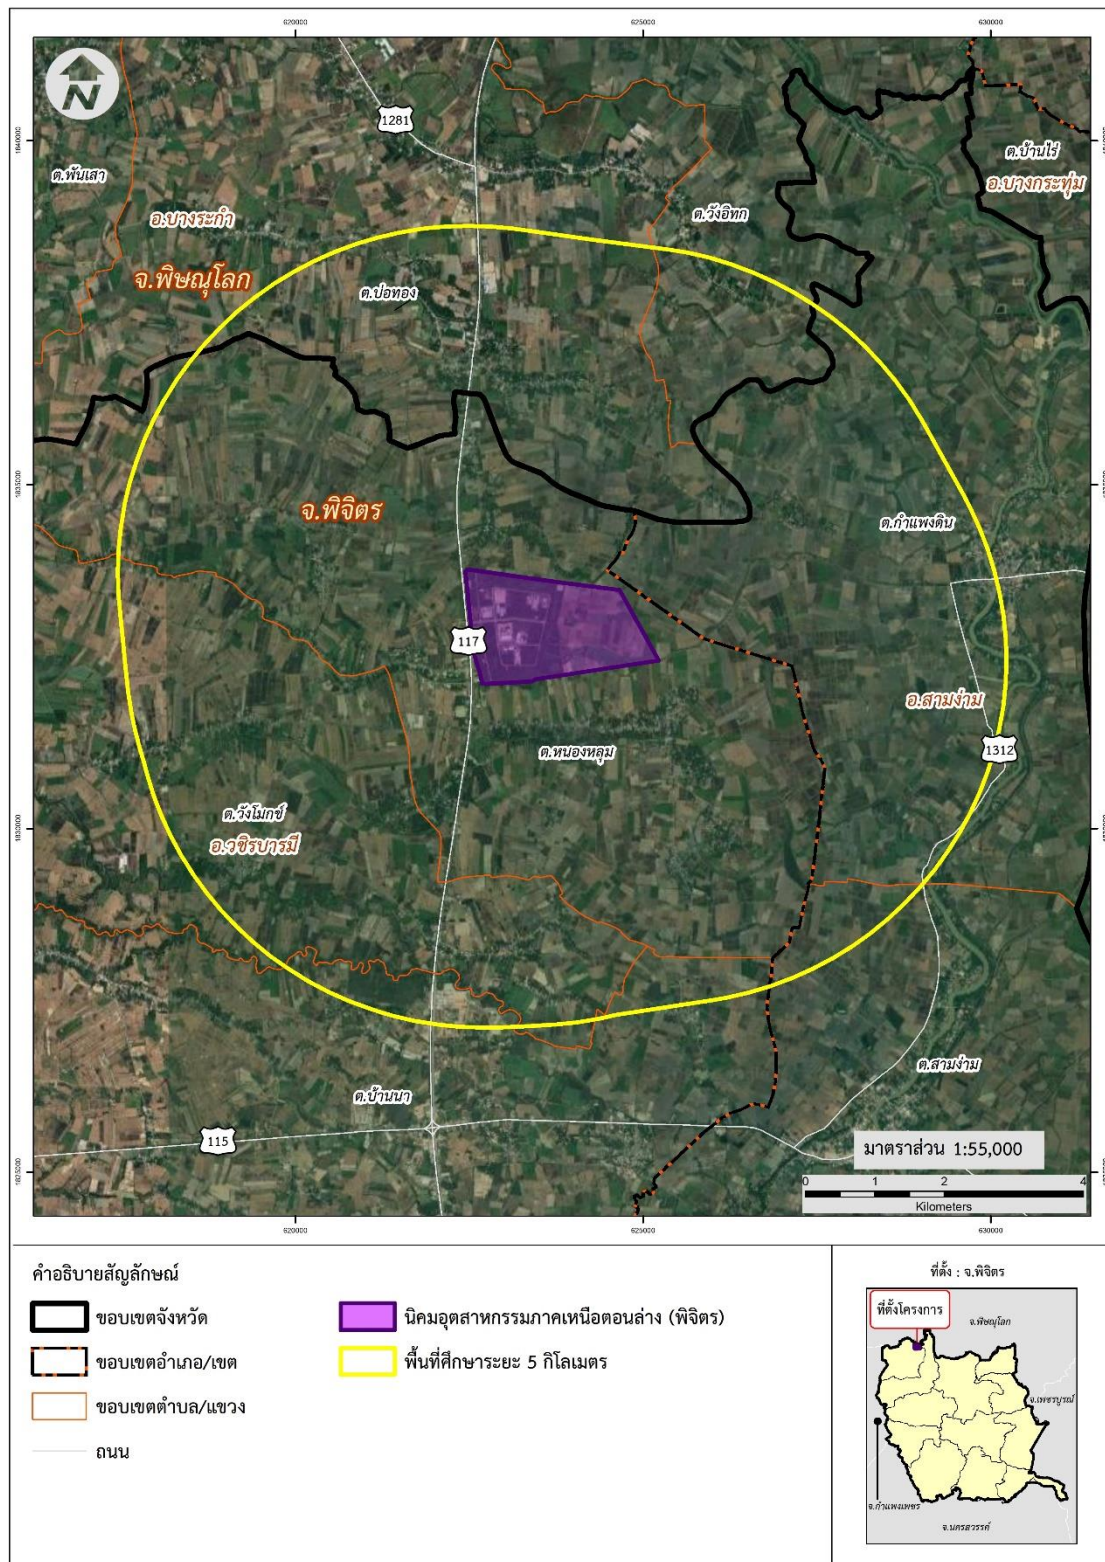 620000
625000
630000
N
1281
1840000
ต.พันเสา
ต.บ้านไร่
อ.บางกระทุ่ม
อ.บางระกำ
ต.วังอิทก
จ.พิษณุโลก
ต.บ่อทอง
1835000
จ.พิจิตร
ต.กำแพงดิน
117
อ.สามง่าม
ต.หนองหลุม
1312
ต.วังโมกข์
1830000
อ.วชิรบารมี
ต.สามง่าม
ต.บ้านนา
115
มาตราส่วน 1:55,000
1825000
0 1 2 4
Kilometers
620000
625000
630000
คำอธิบายสัญลักษณ์
ขอบเขตจังหวัด
ขอบเขตอำเภอ/เขต
ขอบเขตตำบล/แขวง
ถนน
นิคมอุตสาหกรรมภาคเหนือตอนล่าง (พิจิตร)
พื้นที่ศึกษาระยะ 5 กิโลเมตร
ที่ตั้ง : จ.พิจิตร
ที่ตั้งโครงการ
จ.พิษณุโลก
จ.เพชรบูรณ์
จ.กำแพงเพชร
จ.นครสวรรค์